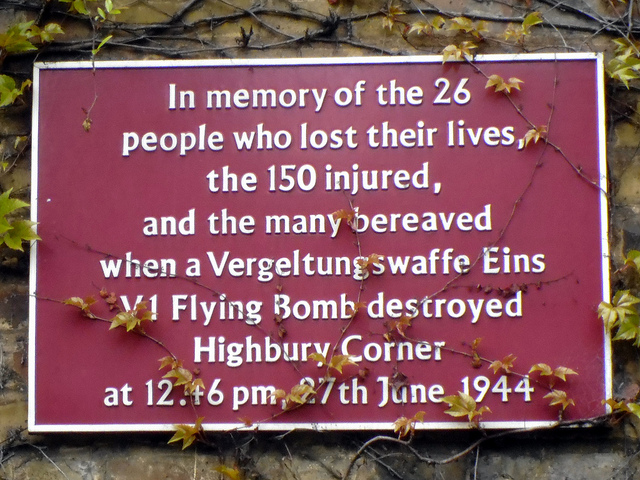 In memory of the 26
people who lost their lives,
the 150 injured,
and the many bereaved
when a Vergeltungswaffe Eins
V1 Flying Bomb destroyed
Highbury Corner
at 12.46 pm, 27th June 1944